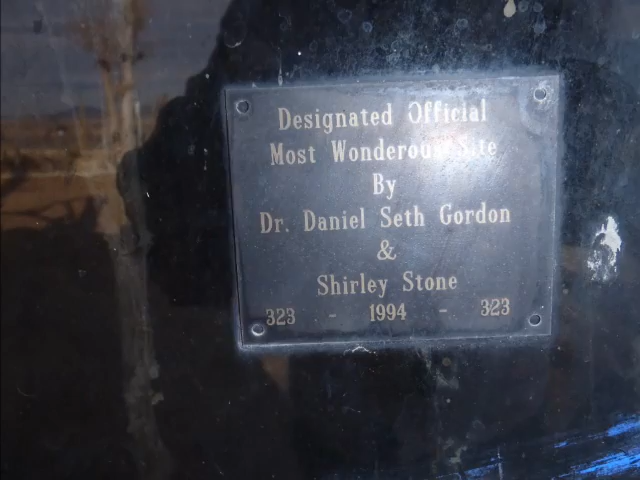 Designated Official
Most Wonderous Site
By
Dr. Daniel Seth Gordon
&
Shirley Stone
323 - 1994 - 323